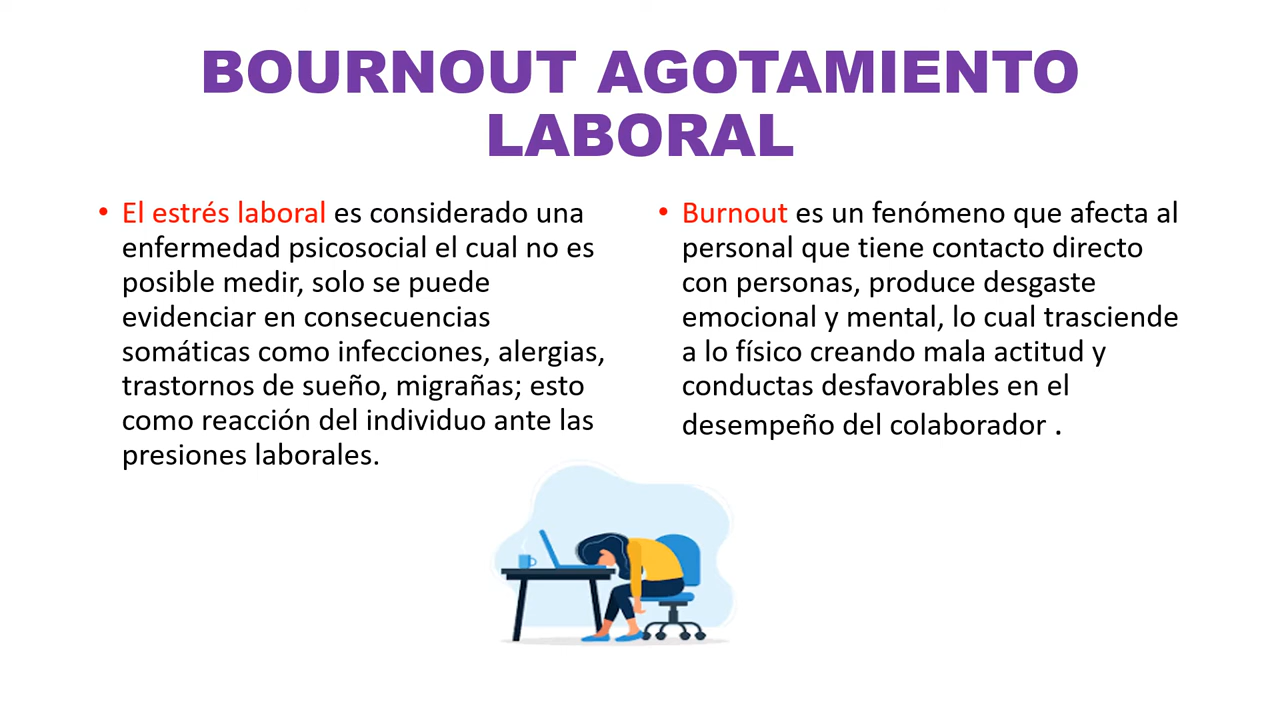 BOURNOUT AGOTAMIENTO
LABORAL
• El estrés laboral es considerado una
enfermedad psicosocial el cual no es
posible medir, solo se puede
evidenciar en consecuencias
somáticas como infecciones, alergias,
trastornos de sueño, migrañas; esto
como reacción del individuo ante las
presiones laborales.
• Burnout es un fenómeno que afecta al
personal que tiene contacto directo
con personas, produce desgaste
emocional y mental, lo cual trasciende
a lo físico creando mala actitud y
conductas desfavorables en el
desempeño del colaborador .